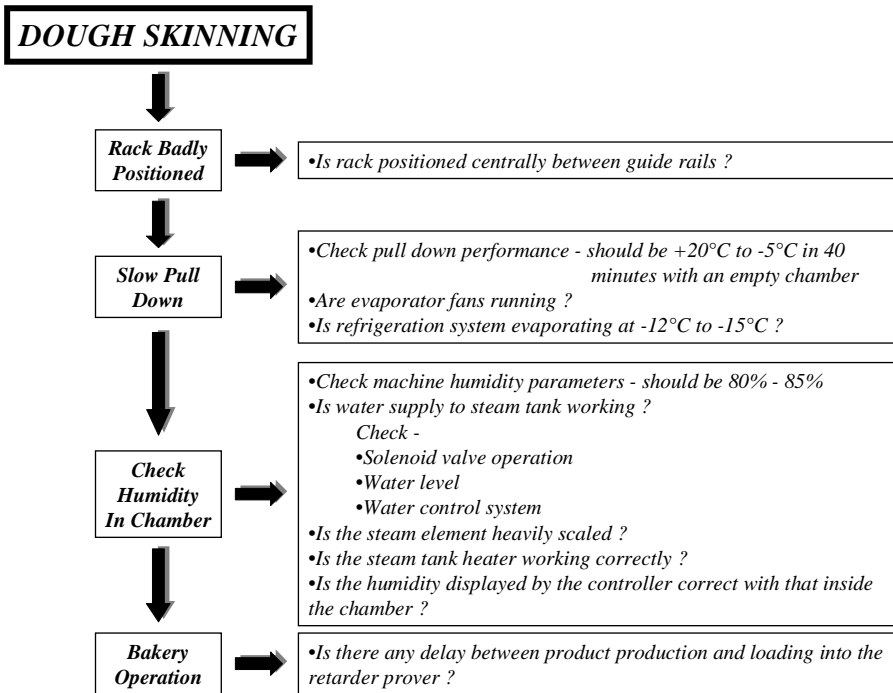 DOUGH SKINNING
Rack Badly
Positioned
•Is rack positioned centrally between guide rails ?
Slow Pull
Down
•Check pull down performance - should be +20°C to -5°C in 40
minutes with an empty chamber
•Are evaporator fans running ?
•Is refrigeration system evaporating at -12°C to -15°C ?
Check
Humidity
In Chamber
•Check machine humidity parameters - should be 80% - 85%
•Is water supply to steam tank working ?
Check -
•Solenoid valve operation
•Water level
•Water control system
•Is the steam element heavily scaled ?
•Is the steam tank heater working correctly ?
•Is the humidity displayed by the controller correct with that inside
the chamber ?
Bakery
Operation
•Is there any delay between product production and loading into the
retarder prover ?